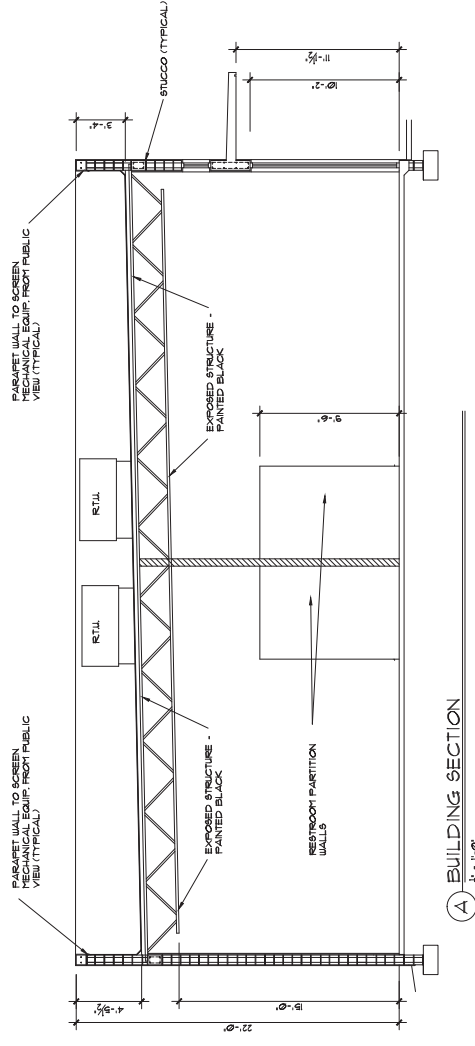 PARAPET WALL TO SCREEN
MECHANICAL EQUIP. FROM PUBLIC
VIEW (TYPICAL)
PARAPET WALL TO SCREEN
MECHANICAL EQUIP. FROM PUBLIC
VIEW (TYPICAL)
STUCCO (TYPICAL)
R.T.U.
R.T.U.
EXPOSED STRUCTURE -
PAINTED BLACK
EXPOSED STRUCTURE -
PAINTED BLACK
RESTROOM PARTITION
WALLS
4'-5½"
22'-0"
15'-0"
9'-6"
3'-4"
11'-1½"
10'-2"
A BUILDING SECTION